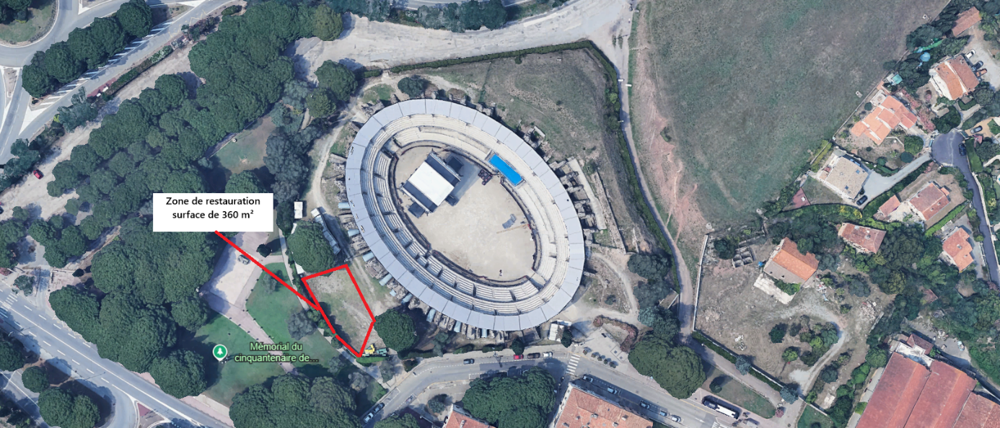 Zone de restauration
surface de 360 m²
Mémorial du
cinquantenaire de...